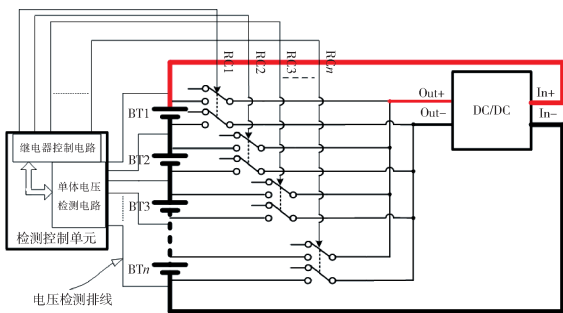 RC1
RC2
RC3
RCn
Out+
In+
Out−
In−
DC/DC
BT1
BT2
BT3
BTn
继电器控制电路
单体电压
检测电路
检测控制单元
电压检测排线